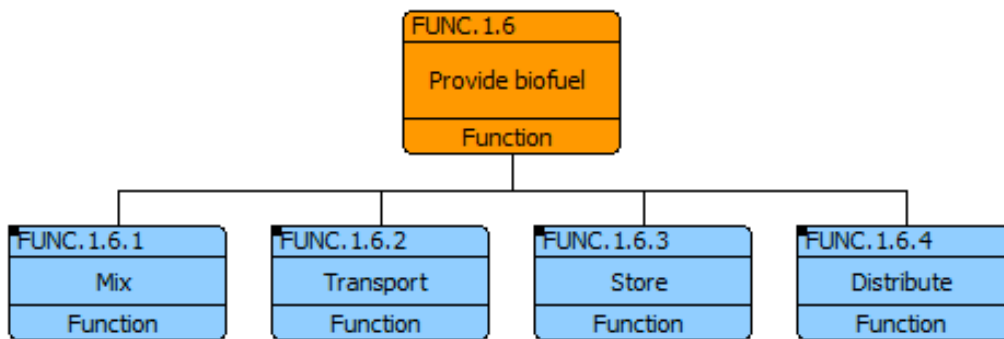 FUNC.1.6
Provide biofuel
Function
FUNC.1.6.1
Mix
Function
FUNC.1.6.2
Transport
Function
FUNC.1.6.3
Store
Function
FUNC.1.6.4
Distribute
Function